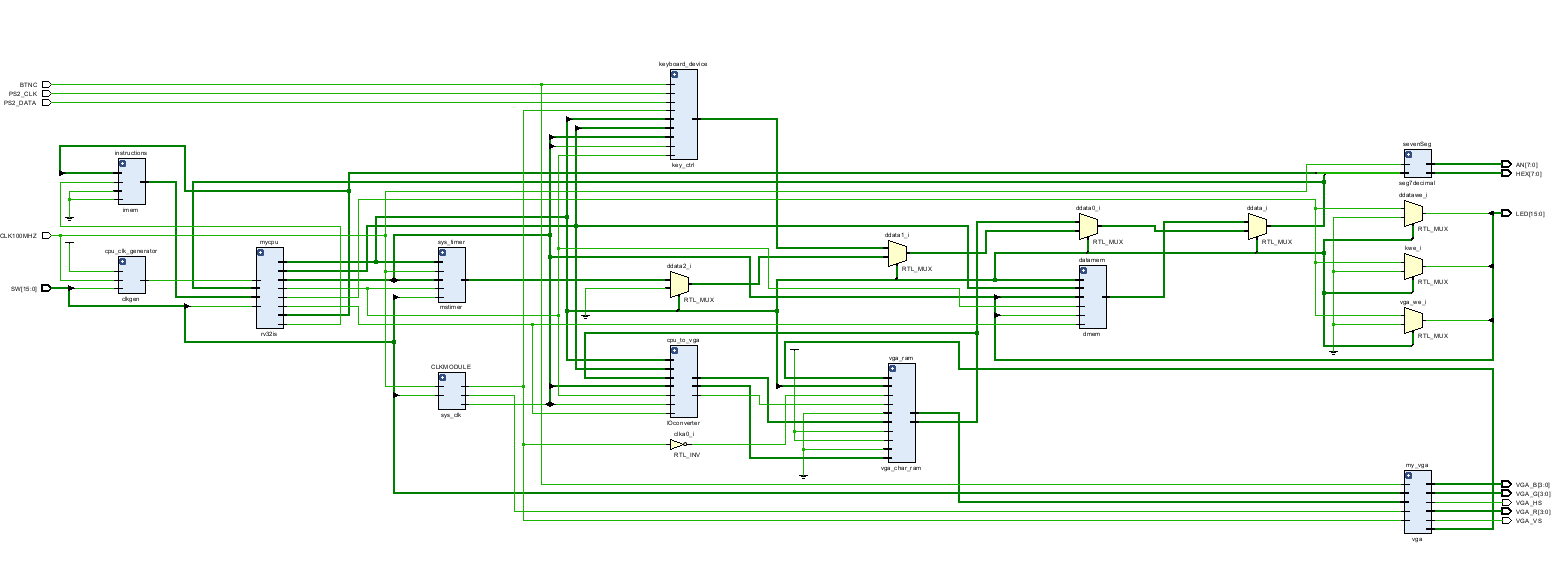 keyboard_device
BTNC
PS2_CLK
PS2_DATA
key_ctrl
instructions
imem
sevenSeg
AN[7:0]
HEX[7:0]
seg7decimal
CLK100MHZ
cpu_clk_generator
clkgen
SW[15:0]
mycpu
rv32is
sys_timer
mstimer
ddata2_i
RTL_MUX
ddata1_i
RTL_MUX
ddata0_i
RTL_MUX
ddata_i
RTL_MUX
datamem
dmem
ddatawe_i
LED[15:0]
RTL_MUX
kwe_i
RTL_MUX
vga_we_i
RTL_MUX
CLKMODULE
sys_clk
cpu_to_vga
IOconverter
clka0_i
RTL_INV
vga_ram
vga_char_ram
my_vga
VGA_B[3:0]
VGA_G[3:0]
VGA_HS
VGA_R[3:0]
VGA_VS
vga